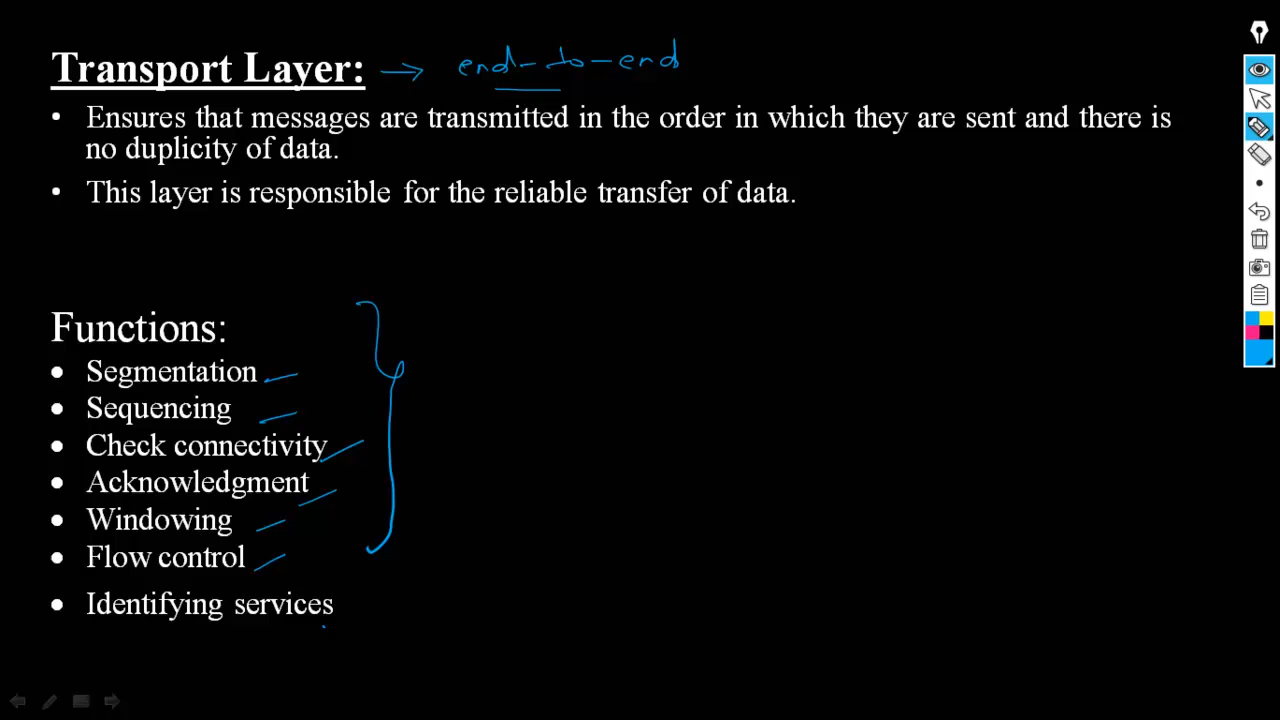 Transport Layer: → end-to-end
• Ensures that messages are transmitted in the order in which they are sent and there is
no duplicity of data.
• This layer is responsible for the reliable transfer of data.
Functions:
• Segmentation
• Sequencing
• Check connectivity
• Acknowledgment
• Windowing
• Flow control
• Identifying services